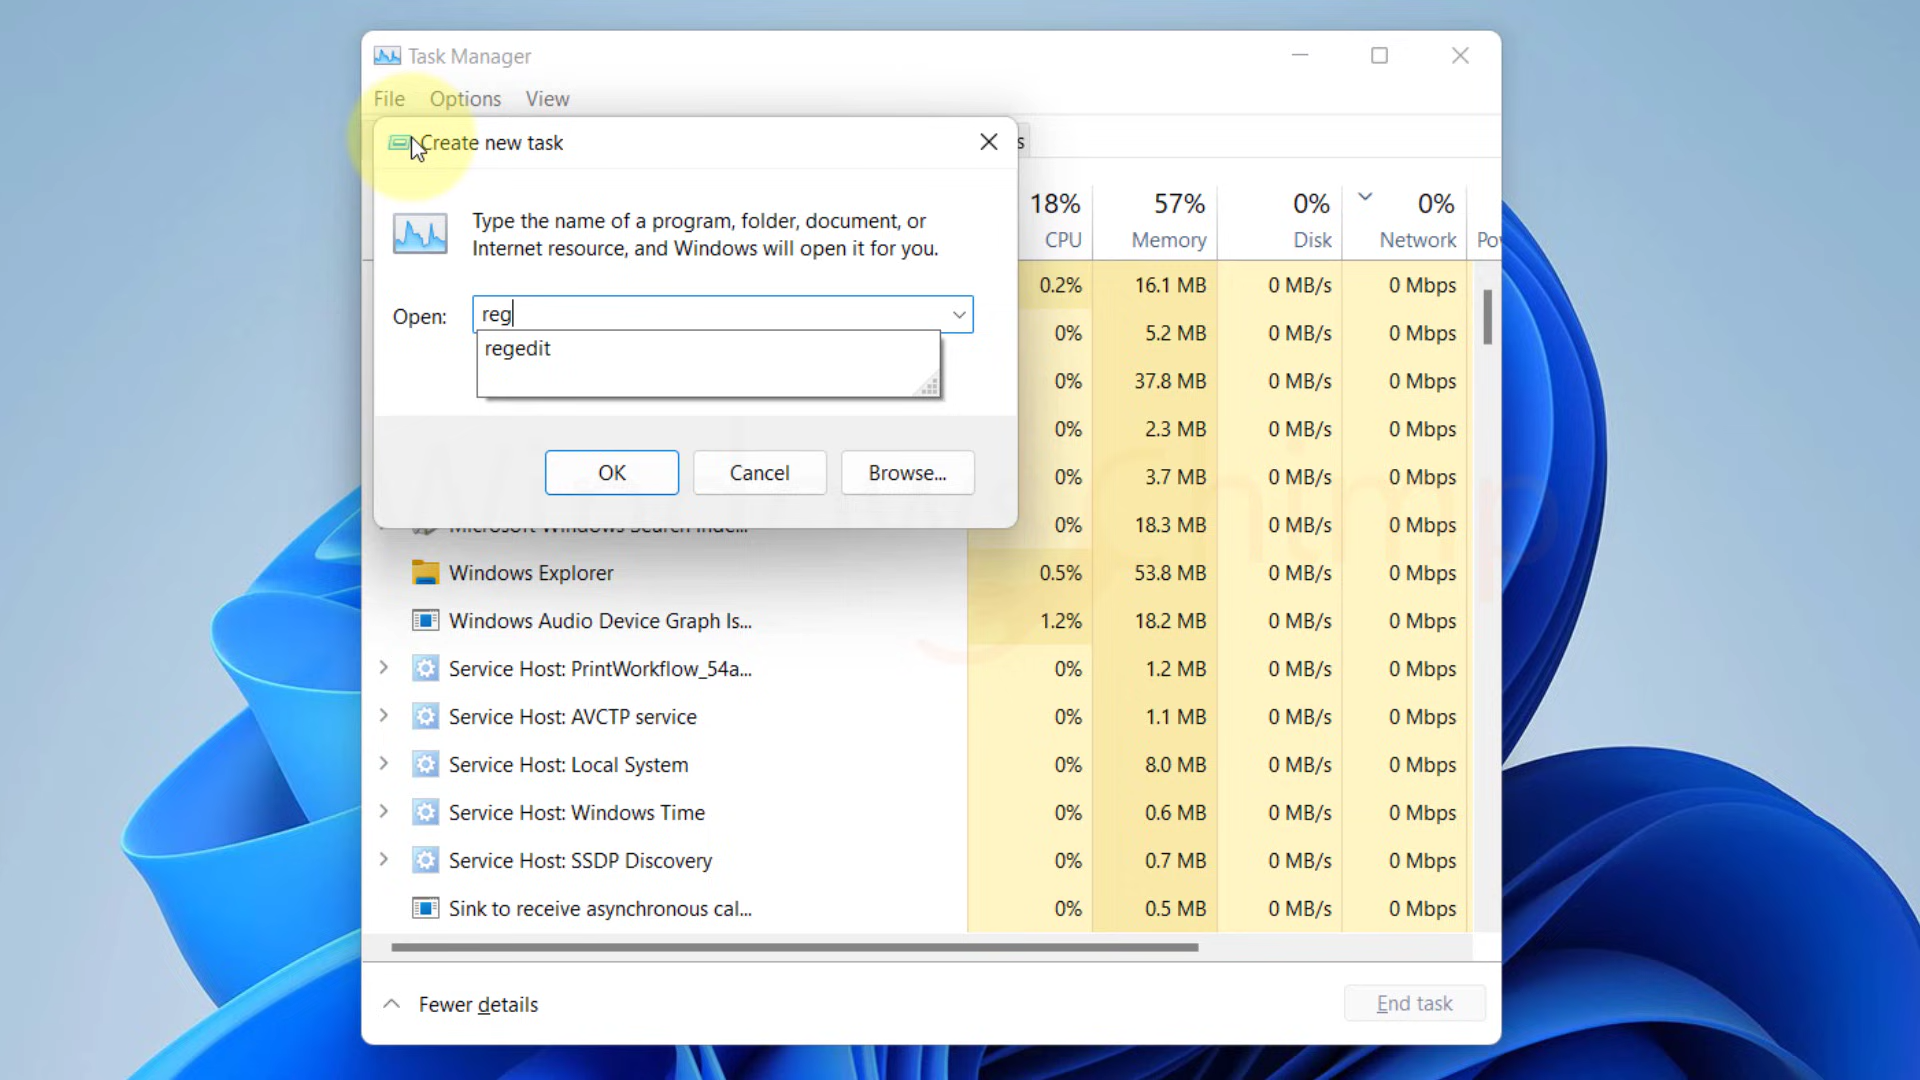 Task Manager
File Options View
Create new task
s
Type the name of a program, folder, document, or
Internet resource, and Windows will open it for you.
Open: reg
regedit
OK Cancel Browse...
18% 57% 0% 0%
CPU Memory Disk Network Po
0.2% 16.1 MB 0 MB/s 0 Mbps
0% 5.2 MB 0 MB/s 0 Mbps
0% 37.8 MB 0 MB/s 0 Mbps
0% 2.3 MB 0 MB/s 0 Mbps
0% 3.7 MB 0 MB/s 0 Mbps
Microsoft Windows Search Inde... 0% 18.3 MB 0 MB/s 0 Mbps
Windows Explorer 0.5% 53.8 MB 0 MB/s 0 Mbps
Windows Audio Device Graph Is... 1.2% 18.2 MB 0 MB/s 0 Mbps
Service Host: PrintWorkflow_54a... 0% 1.2 MB 0 MB/s 0 Mbps
Service Host: AVCTP service 0% 1.1 MB 0 MB/s 0 Mbps
Service Host: Local System 0% 8.0 MB 0 MB/s 0 Mbps
Service Host: Windows Time 0% 0.6 MB 0 MB/s 0 Mbps
Service Host: SSDP Discovery 0% 0.7 MB 0 MB/s 0 Mbps
Sink to receive asynchronous cal... 0% 0.5 MB 0 MB/s 0 Mbps
Fewer details End task